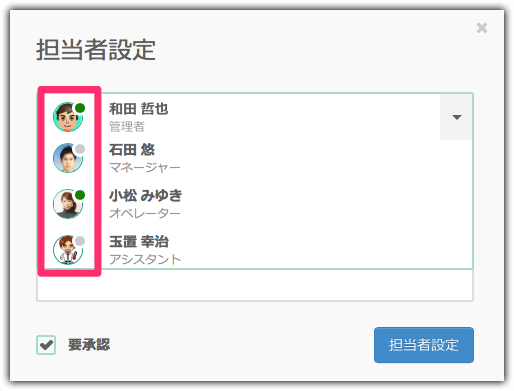 担当者設定
和田 哲也
管理者
石田 悠
マネージャー
小松 みゆき
オペレーター
玉置 幸治
アシスタント
要承認
担当者設定